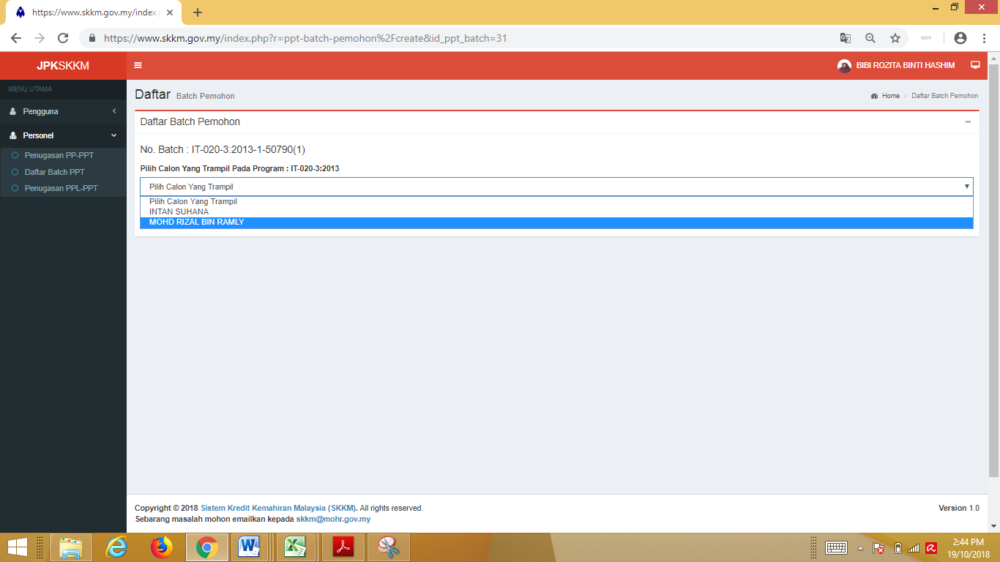 https://www.skkm.gov.my/index.
https://www.skkm.gov.my/index.php?r=ppt-batch-pemohon%2Fcreate&id_ppt_batch=31
JPKSKKM
BIBI ROZITA BINTI HASHIM
MENU UTAMA
Pengguna
Personel
Penugasan PP-PPT
Daftar Batch PPT
Penugasan PPL-PPT
Daftar Batch Pemohon
Home > Daftar Batch Pemohon
Daftar Batch Pemohon
No. Batch : IT-020-3:2013-1-50790(1)
Pilih Calon Yang Trampil Pada Program : IT-020-3:2013
Pilih Calon Yang Trampil
Pilih Calon Yang Trampil
INTAN SUHANA
MOHD RIZAL BIN RAMLY
Copyright © 2018 Sistem Kredit Kemahiran Malaysia (SKKM). All rights reserved.
Version 1.0
Sebarang masalah mohon emailkan kepada skkm@mohr.gov.my
2:44 PM
19/10/2018